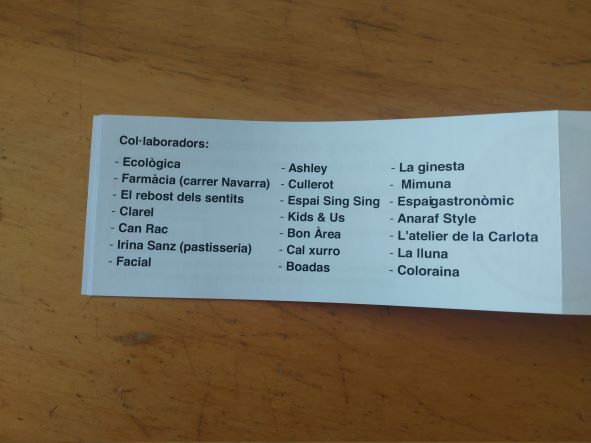 Col·laboradors:
- Ecològica
- Farmàcia (carrer Navarra)
- El rebost dels sentits
- Clarel
- Can Rac
- Irina Sanz (pastisseria)
- Facial
- Ashley
- Cullerot
- Espai Sing Sing
- Kids & Us
- Bon Àrea
- Cal xurro
- Boadas
- La ginesta
- Mimuna
- Espaigastronòmic
- Anaraf Style
- L'atelier de la Carlota
- La lluna
- Coloraina